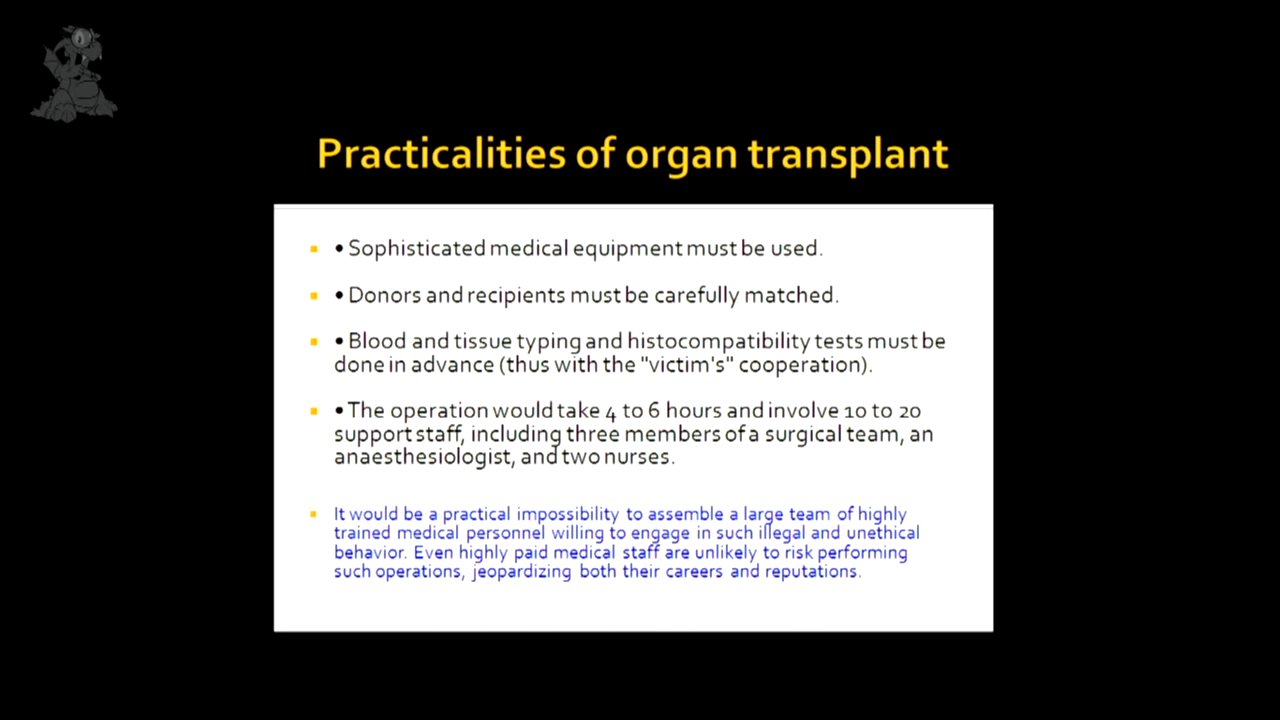 Practicalities of organ transplant
• Sophisticated medical equipment must be used.
• Donors and recipients must be carefully matched.
• Blood and tissue typing and histocompatibility tests must be
done in advance (thus with the "victim's" cooperation).
• The operation would take 4 to 6 hours and involve 10 to 20
support staff, including three members of a surgical team, an
anaesthesiologist, and two nurses.
It would be a practical impossibility to assemble a large team of highly
trained medical personnel willing to engage in such illegal and unethical
behavior. Even highly paid medical staff are unlikely to risk performing
such operations, jeopardizing both their careers and reputations.